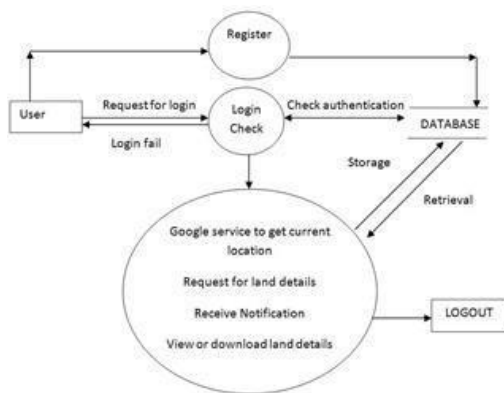 Register
User
Request for login
Login fail
Login
Check
Check authentication
DATABASE
Storage
Retrieval
Google service to get current
location
Request for land details
Receive Notification
View or download land details
LOGOUT